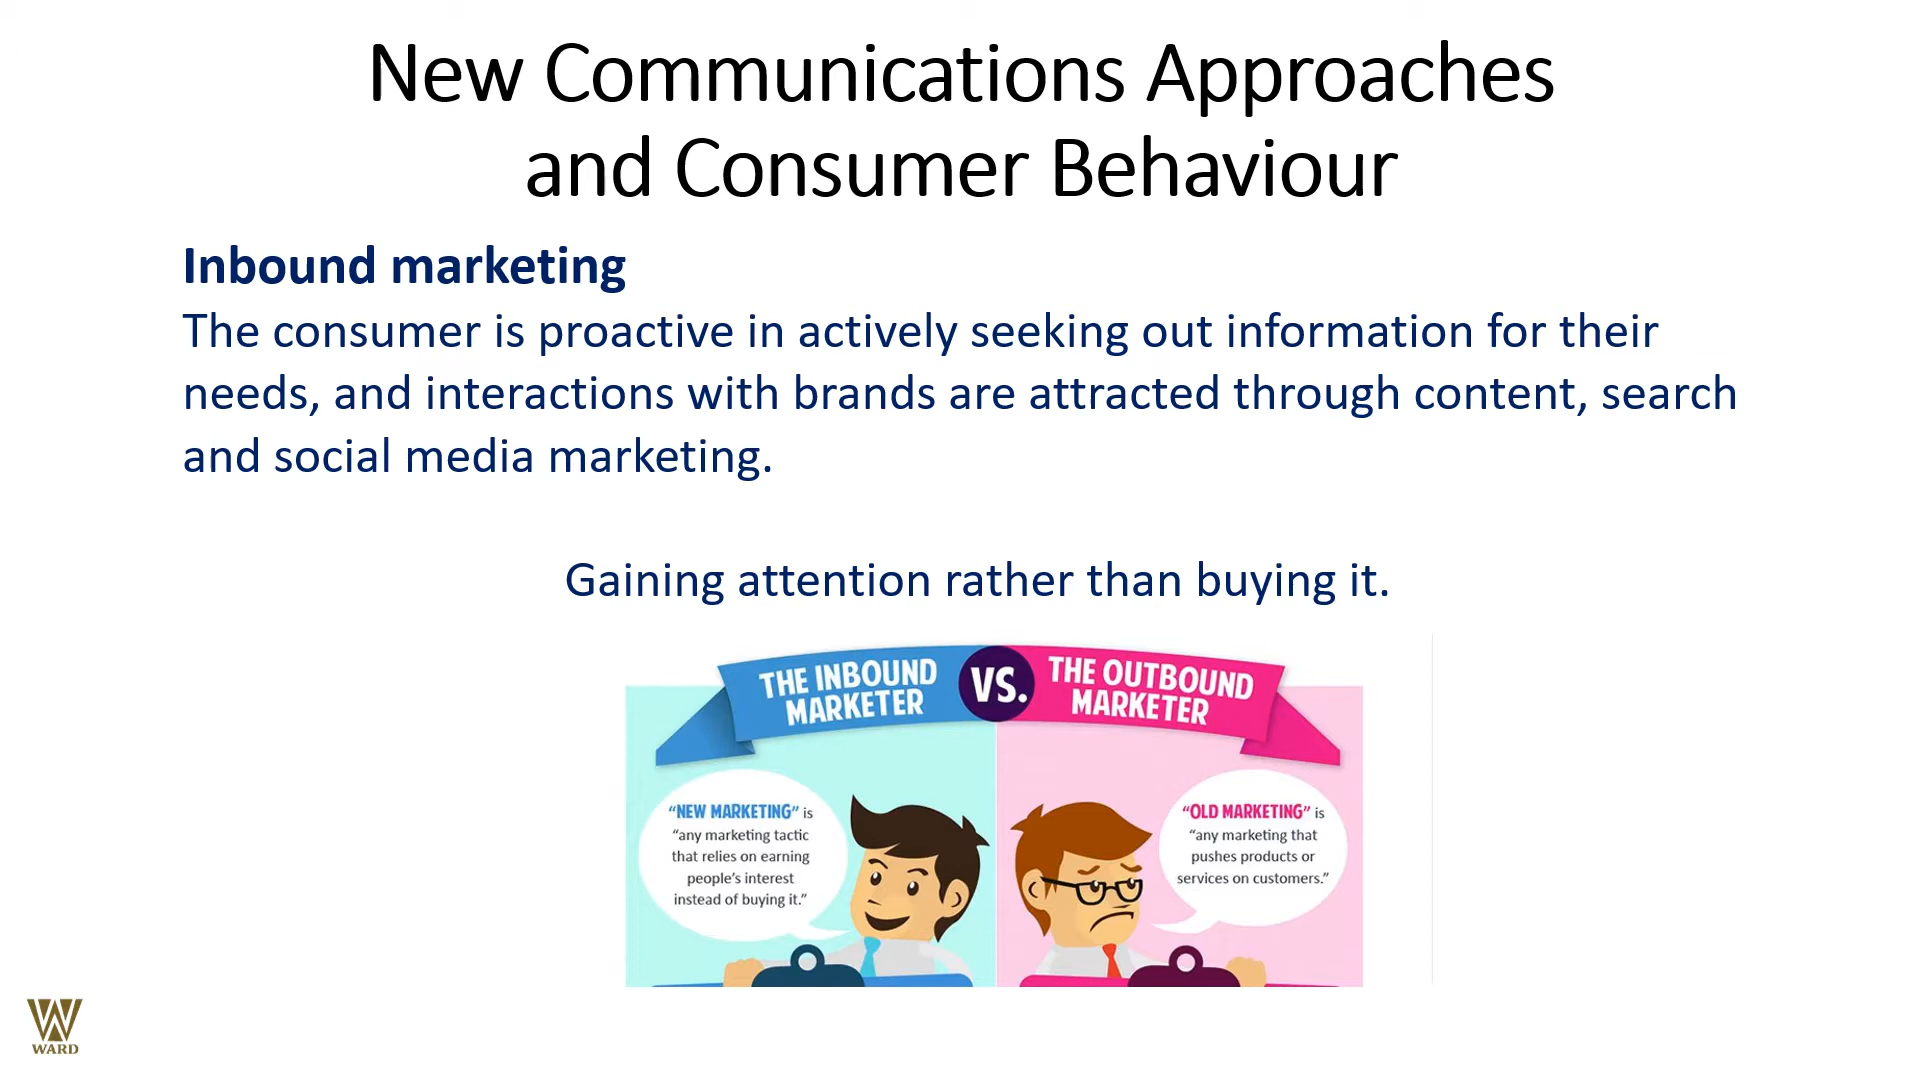 New Communications Approaches
and Consumer Behaviour
Inbound marketing
The consumer is proactive in actively seeking out information for their
needs, and interactions with brands are attracted through content, search
and social media marketing.
Gaining attention rather than buying it.
THE INBOUND
MARKETER
VS.
THE OUTBOUND
MARKETER
“NEW MARKETING” is
“any marketing tactic
that relies on earning
people’s interest
instead of buying it.”
“OLD MARKETING” is
“any marketing that
pushes products or
services on customers.”
WARD